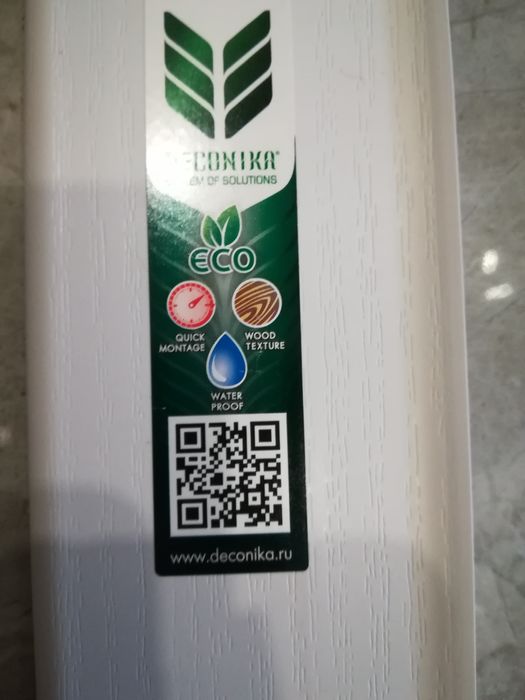 DECONIKA®
OF SOLUTIONS
ECO
QUICK
MONTAGE
WOOD
TEXTURE
WATER
PROOF
www.deconika.ru